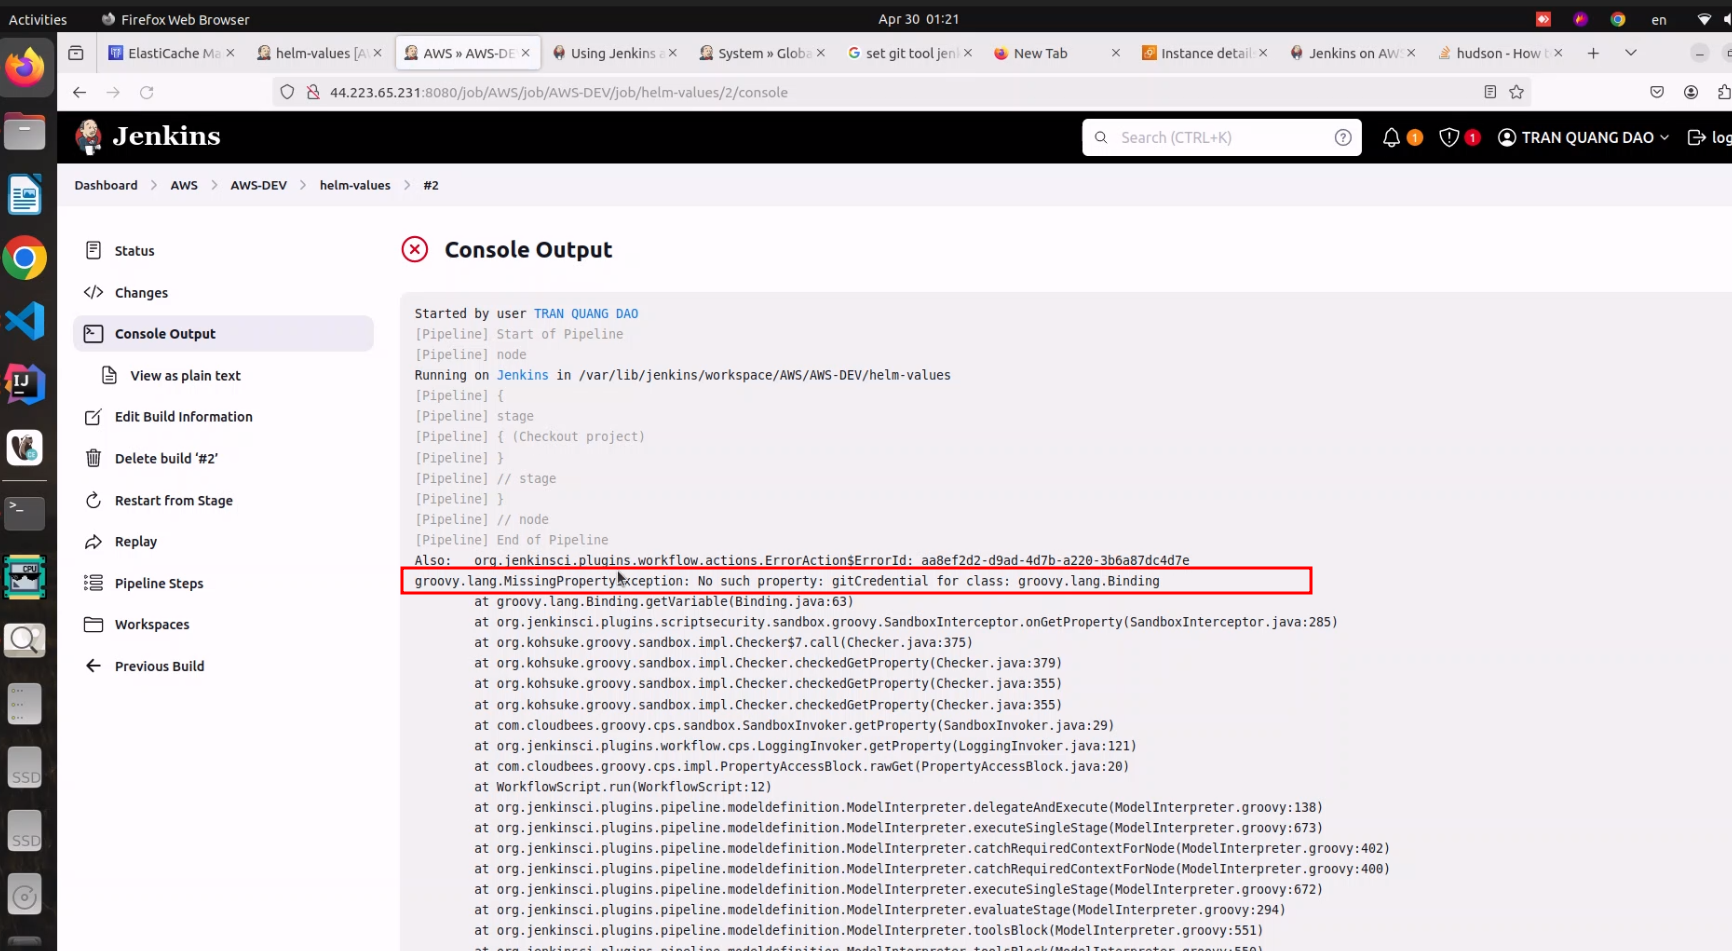 Activities
Firefox Web Browser
Apr 30 01:21
en
ElastiCache Ma
helm-values [A
AWS » AWS-DE
Using Jenkins a
System » Globa
set git tool jen
New Tab
Instance details
Jenkins on AWS
hudson - How t
44.223.65.231:8080/job/AWS/job/AWS-DEV/job/helm-values/2/console
Jenkins
Search (CTRL+K)
1
1
TRAN QUANG DAO
log
Dashboard
AWS
AWS-DEV
helm-values
#2
Status
Changes
Console Output
View as plain text
Edit Build Information
Delete build ‘#2’
Restart from Stage
Replay
Pipeline Steps
Workspaces
Previous Build
Console Output
Started by user TRAN QUANG DAO
[Pipeline] Start of Pipeline
[Pipeline] node
Running on Jenkins in /var/lib/jenkins/workspace/AWS/AWS-DEV/helm-values
[Pipeline] {
[Pipeline] stage
[Pipeline] { (Checkout project)
[Pipeline] }
[Pipeline] // stage
[Pipeline] }
[Pipeline] // node
[Pipeline] End of Pipeline
Also: org.jenkinsci.plugins.workflow.actions.ErrorAction$ErrorId: aa8ef2d2-d9ad-4d7b-a220-3b6a87dc4d7e
groovy.lang.MissingPropertyException: No such property: gitCredential for class: groovy.lang.Binding
at groovy.lang.Binding.getVariable(Binding.java:63)
at org.jenkinsci.plugins.scriptsecurity.sandbox.groovy.SandboxInterceptor.onGetProperty(SandboxInterceptor.java:285)
at org.kohsuke.groovy.sandbox.impl.Checker$7.call(Checker.java:375)
at org.kohsuke.groovy.sandbox.impl.Checker.checkedGetProperty(Checker.java:379)
at org.kohsuke.groovy.sandbox.impl.Checker.checkedGetProperty(Checker.java:355)
at org.kohsuke.groovy.sandbox.impl.Checker.checkedGetProperty(Checker.java:355)
at com.cloudbees.groovy.cps.sandbox.SandboxInvoker.getProperty(SandboxInvoker.java:29)
at org.jenkinsci.plugins.workflow.cps.LoggingInvoker.getProperty(LoggingInvoker.java:121)
at com.cloudbees.groovy.cps.impl.PropertyAccessBlock.rawGet(PropertyAccessBlock.java:20)
at WorkflowScript.run(WorkflowScript:12)
at org.jenkinsci.plugins.pipeline.modeldefinition.ModelInterpreter.delegateAndExecute(ModelInterpreter.groovy:138)
at org.jenkinsci.plugins.pipeline.modeldefinition.ModelInterpreter.executeSingleStage(ModelInterpreter.groovy:673)
at org.jenkinsci.plugins.pipeline.modeldefinition.ModelInterpreter.catchRequiredContextForNode(ModelInterpreter.groovy:402)
at org.jenkinsci.plugins.pipeline.modeldefinition.ModelInterpreter.catchRequiredContextForNode(ModelInterpreter.groovy:400)
at org.jenkinsci.plugins.pipeline.modeldefinition.ModelInterpreter.executeSingleStage(ModelInterpreter.groovy:672)
at org.jenkinsci.plugins.pipeline.modeldefinition.ModelInterpreter.evaluateStage(ModelInterpreter.groovy:294)
at org.jenkinsci.plugins.pipeline.modeldefinition.ModelInterpreter.toolsBlock(ModelInterpreter.groovy:551)